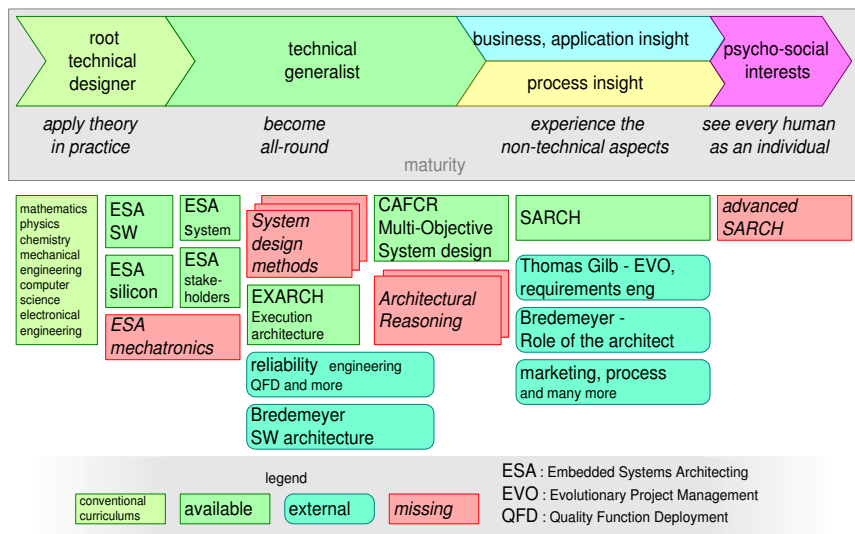 root
technical
designer
technical
generalist
business, application insight
process insight
psycho-social
interests
apply theory
in practice
become
all-round
experience the
non-technical aspects
see every human
as an individual
maturity
mathematics
physics
chemistry
mechanical
engineering
computer
science
electronical
engineering
ESA
SW
ESA
silicon
ESA
mechatronics
ESA
system
ESA
stake-
holders
System
design
methods
EXARCH
Execution
architecture
reliability engineering
QFD and more
Bredemeyer
SW architecture
CAFCR
Multi-Objective
System design
Architectural
Reasoning
SARCH
Thomas Gilb - EVO,
requirements eng
Bredemeyer -
Role of the architect
marketing, process
and many more
advanced
SARCH
legend
conventional
curriculums
available
external
missing
ESA : Embedded Systems Architecting
EVO : Evolutionary Project Management
QFD : Quality Function Deployment